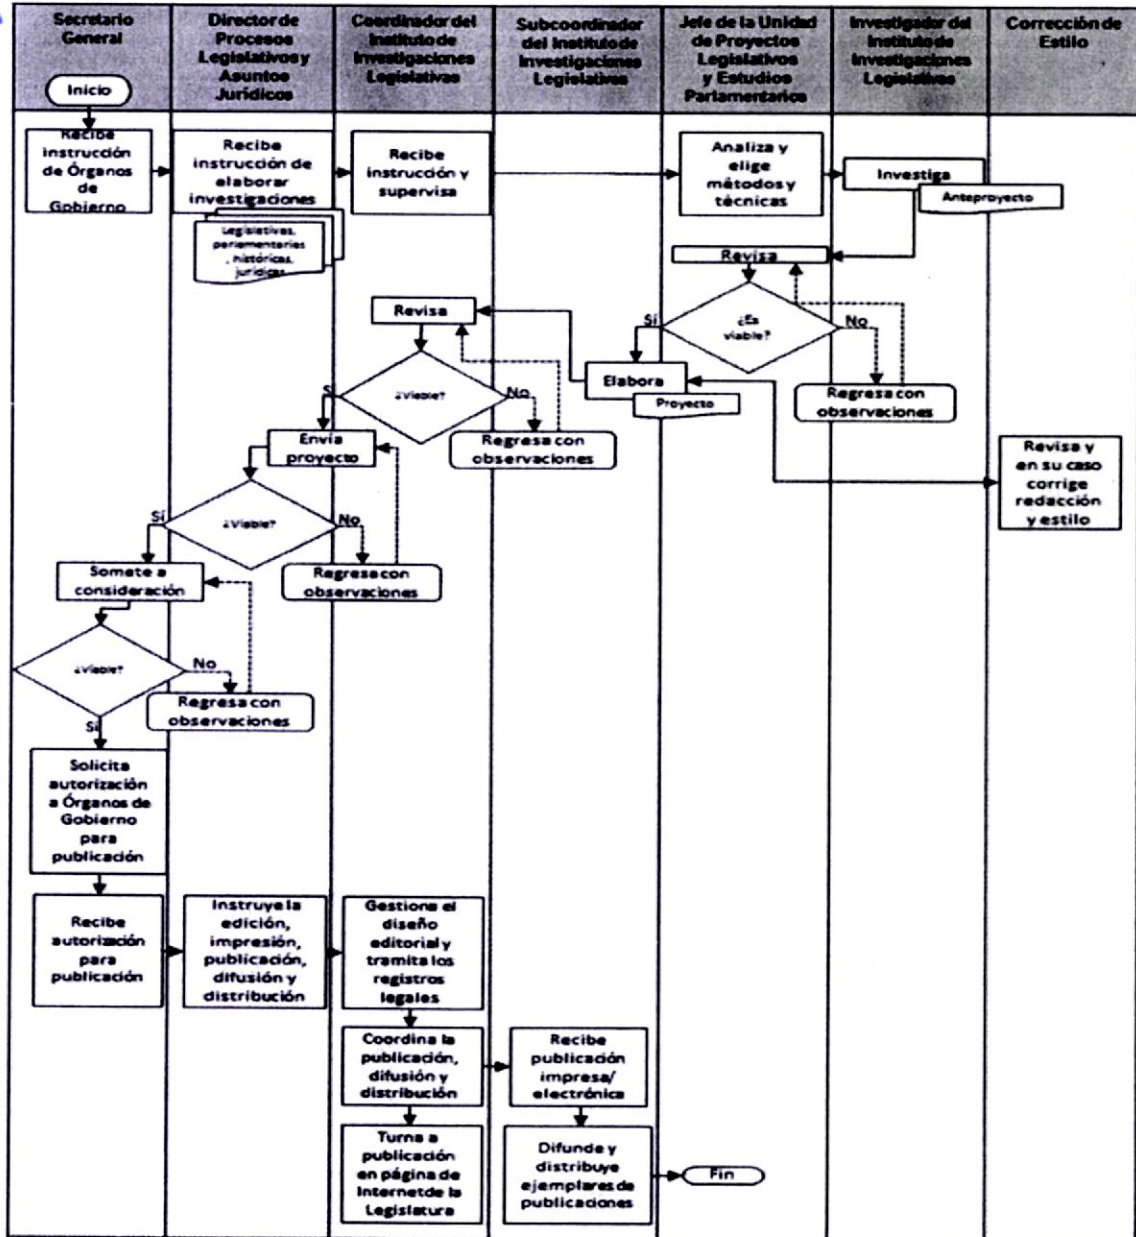 Secretario
General
Director de
Procesos
Legislativos y
Asuntos
Jurídicos
Coordinador del
Instituto de
Investigaciones
Legislativas
Subcoordinador
del Instituto de
Investigaciones
Legislativas
Jefe de la Unidad
de Proyectos
Legislativos
y Estudios
Parlamentarios
Investigador del
Instituto de
Investigaciones
Legislativas
Corrección de
Estilo
Inicio
Recibe
instrucción
de Órganos
de
Gobierno
Recibe
instrucción de
elaborar
investigaciones
Legislativas,
parlamentarias
, históricas,
jurídicas
Recibe
instrucción y
supervisa
Analiza y
elige
métodos y
técnicas
Investiga
Anteproyecto
Revisa
¿Es
viable?
Sí
No
Regresa con
observaciones
Elabora
Proyecto
Revisa y
en su caso
corrige
redacción
y estilo
Revisa
¿Viable?
S
No
Regresa con
observaciones
Envía
proyecto
¿Viable?
Sí
No
Regresa con
observaciones
Somete a
consideración
¿Viable?
No
Regresa con
observaciones
Sí
Solicita
autorización
a Órganos de
Gobierno
para
publicación
Recibe
autorización
para
publicación
Instruye la
edición,
impresión,
publicación,
difusión y
distribución
Gestiona el
diseño
editorial y
tramita los
registros
legales
Coordina la
publicación,
difusión y
distribución
Recibe
publicación
impresa/
electrónica
Turna a
publicación
en página de
Internet de la
Legislatura
Difunde y
distribuye
ejemplares de
publicaciones
Fin